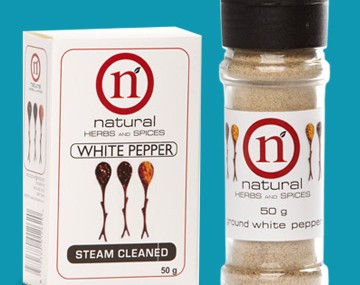 n
natural
HERBS AND SPICES
WHITE PEPPER
STEAM CLEANED
50 g
n
natural
HERBS AND SPICES
50 g
ground white pepper